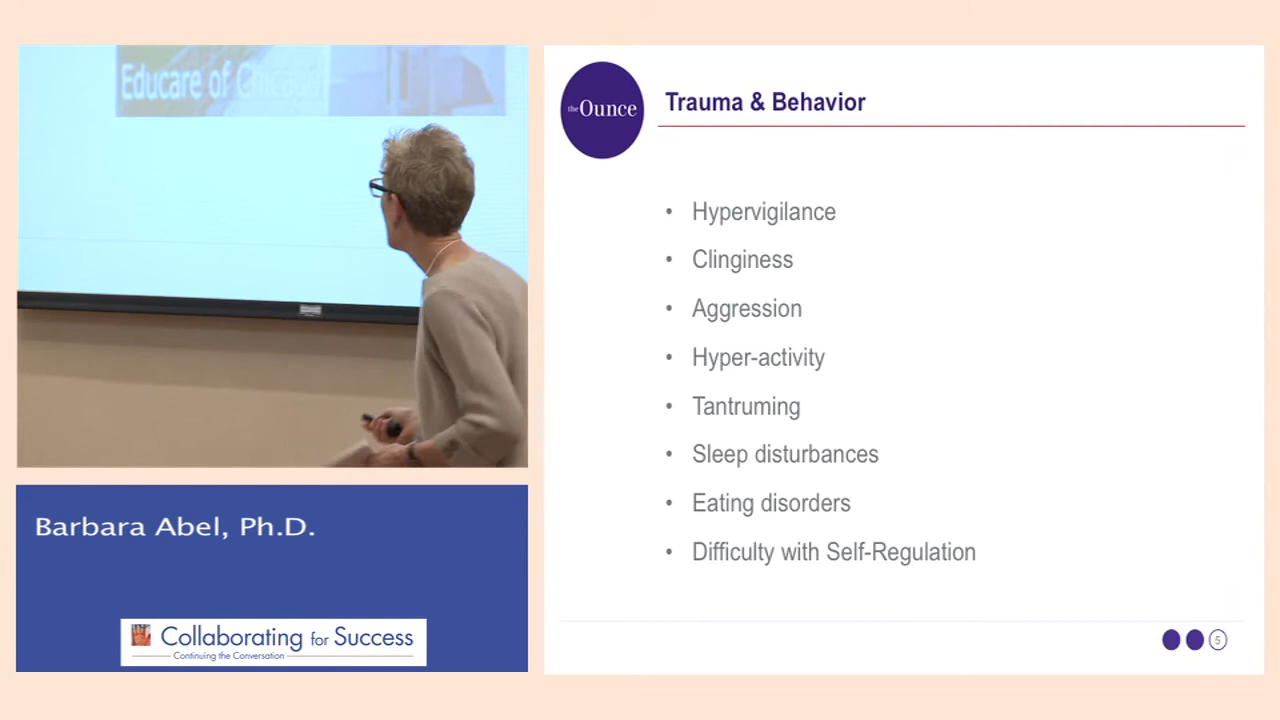 Educare of Chicago
Barbara Abel, Ph.D.
Collaborating for Success
Continuing the Conversation
the Ounce
Trauma & Behavior
• Hypervigilance
• Clinginess
• Aggression
• Hyper-activity
• Tantruming
• Sleep disturbances
• Eating disorders
• Difficulty with Self-Regulation
5